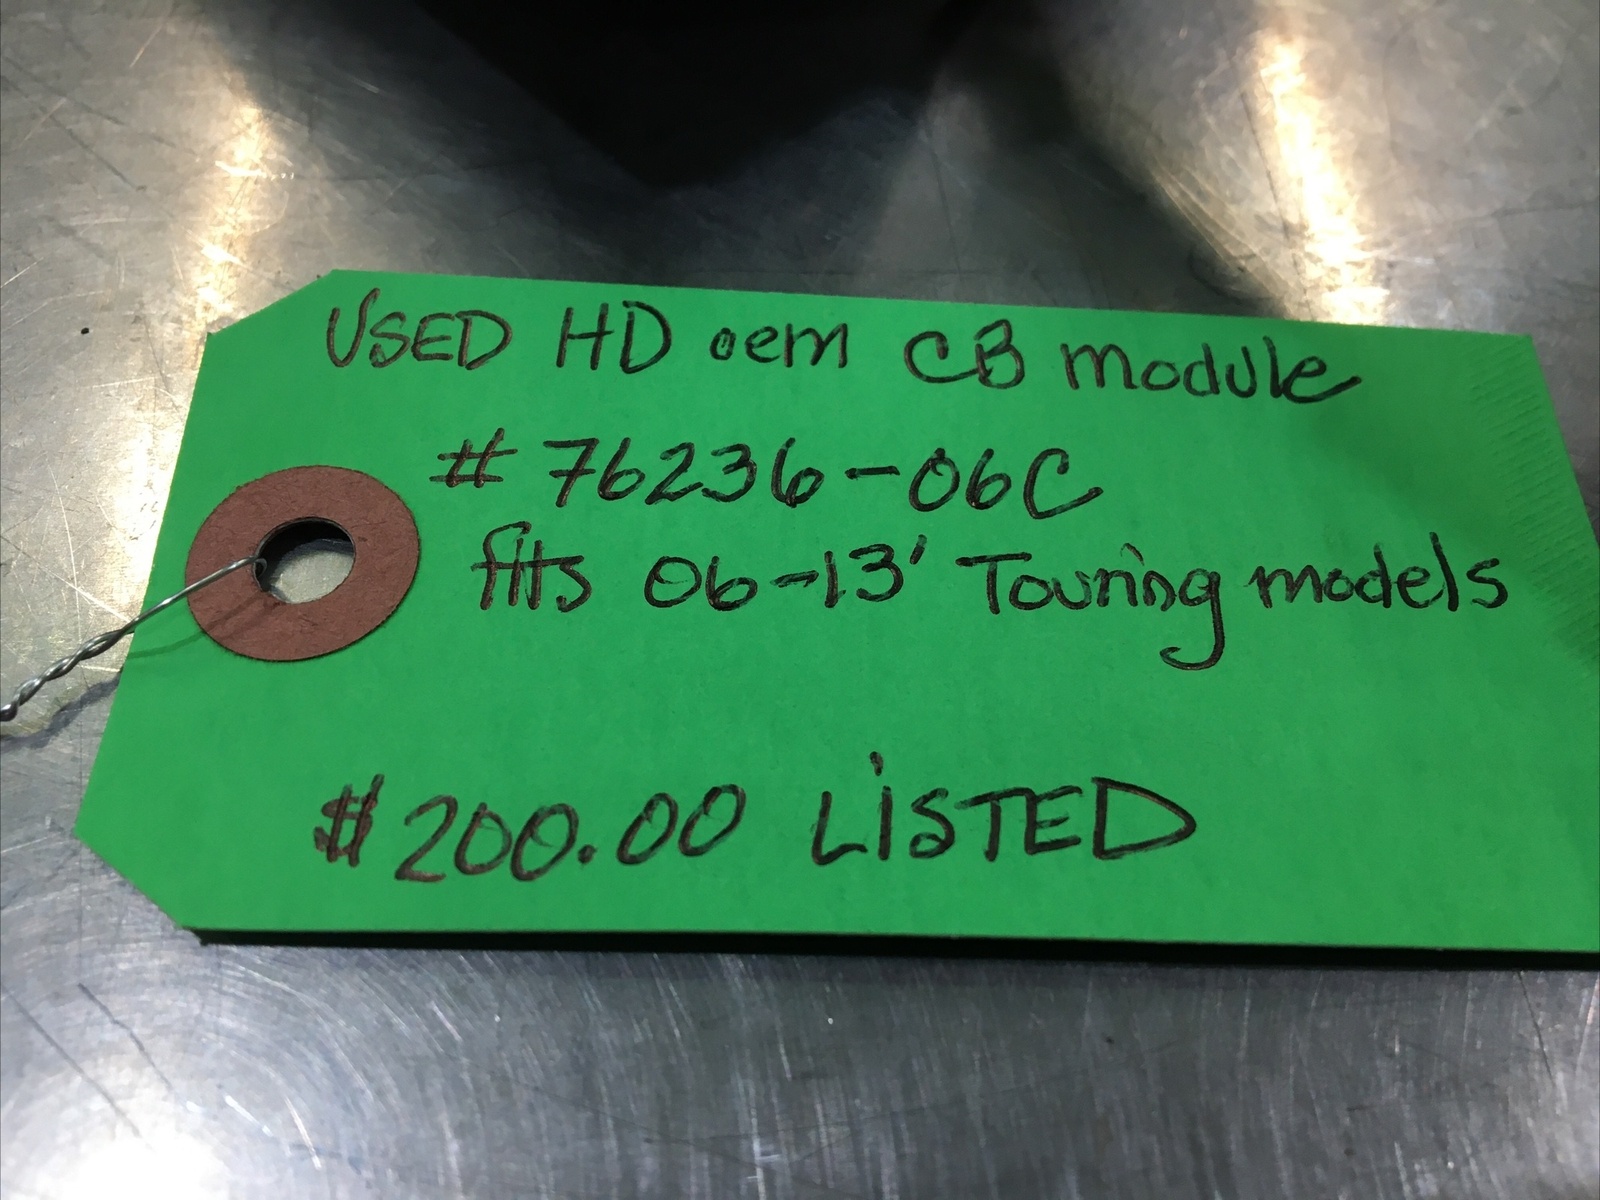 USED HD oem CB module
# 76236-06C
fits 06-13' Touring models
$200.00 LiSTED